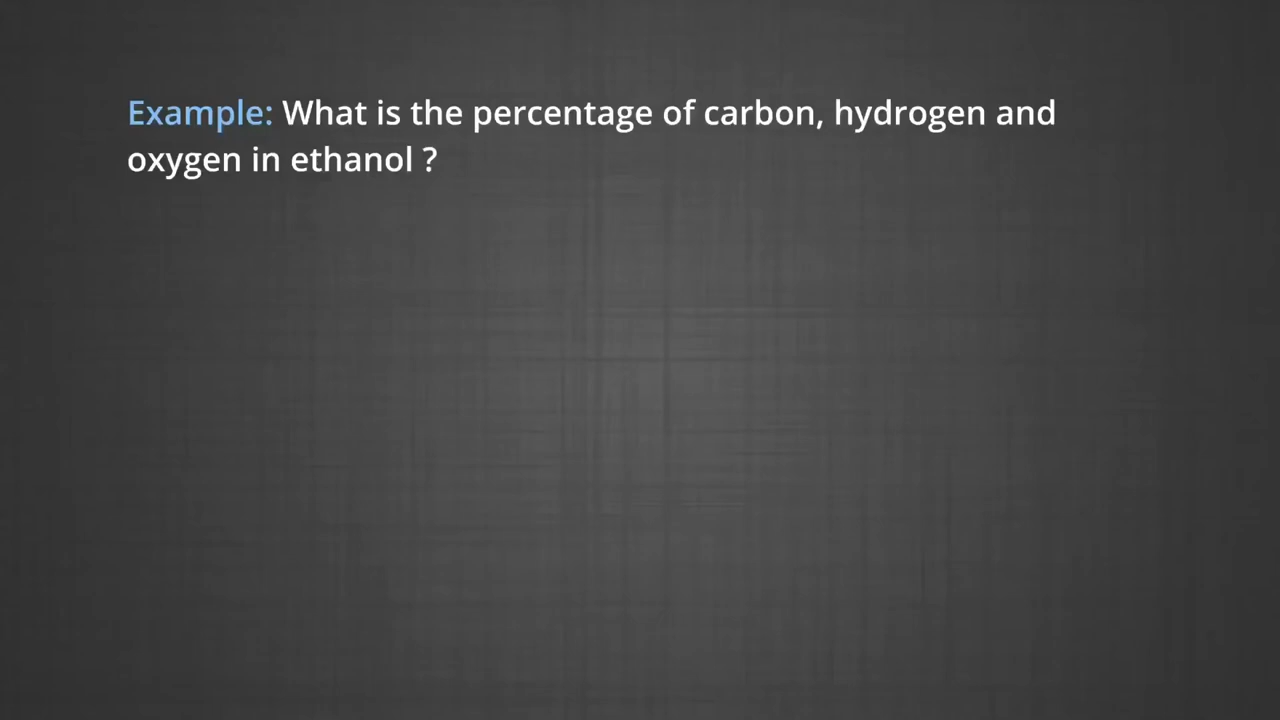 Example: What is the percentage of carbon, hydrogen and
oxygen in ethanol ?